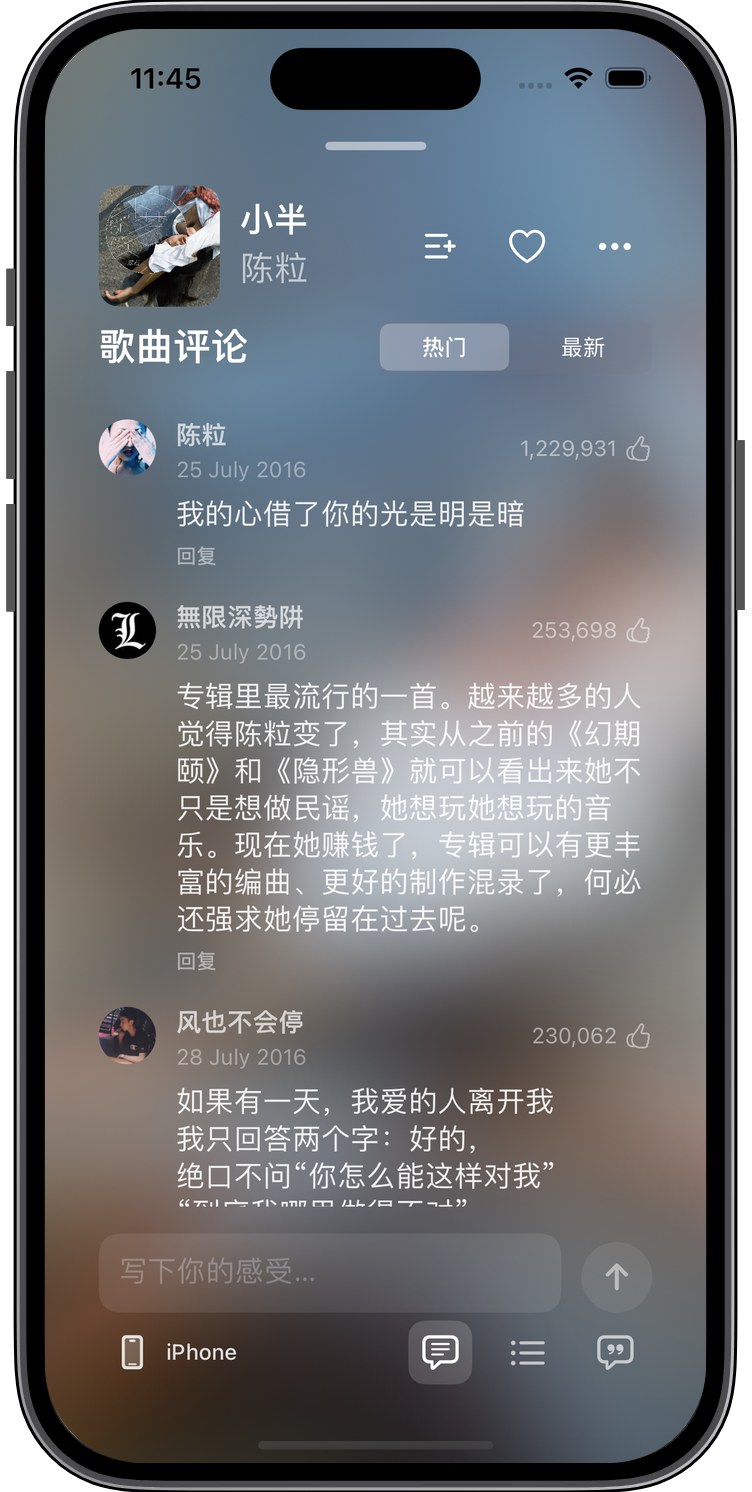 11:45
小半
陈粒
歌曲评论
热门
最新
陈粒
1,229,931
25 July 2016
我的心借了你的光是明是暗
回复
無限深勢阱
253,698
25 July 2016
专辑里最流行的一首。越来越多的人
觉得陈粒变了，其实从之前的《幻期
颐》和《隐形兽》就可以看出来她不
只是想做民谣，她想玩她想玩的音
乐。现在她赚钱了，专辑可以有更丰
富的编曲、更好的制作混录了，何必
还强求她停留在过去呢。
回复
风也不会停
230,062
28 July 2016
如果有一天，我爱的人离开我
我只回答两个字：好的，
绝口不问“你怎么能这样对我”
“到底我哪里做得不对”
写下你的感受...
iPhone